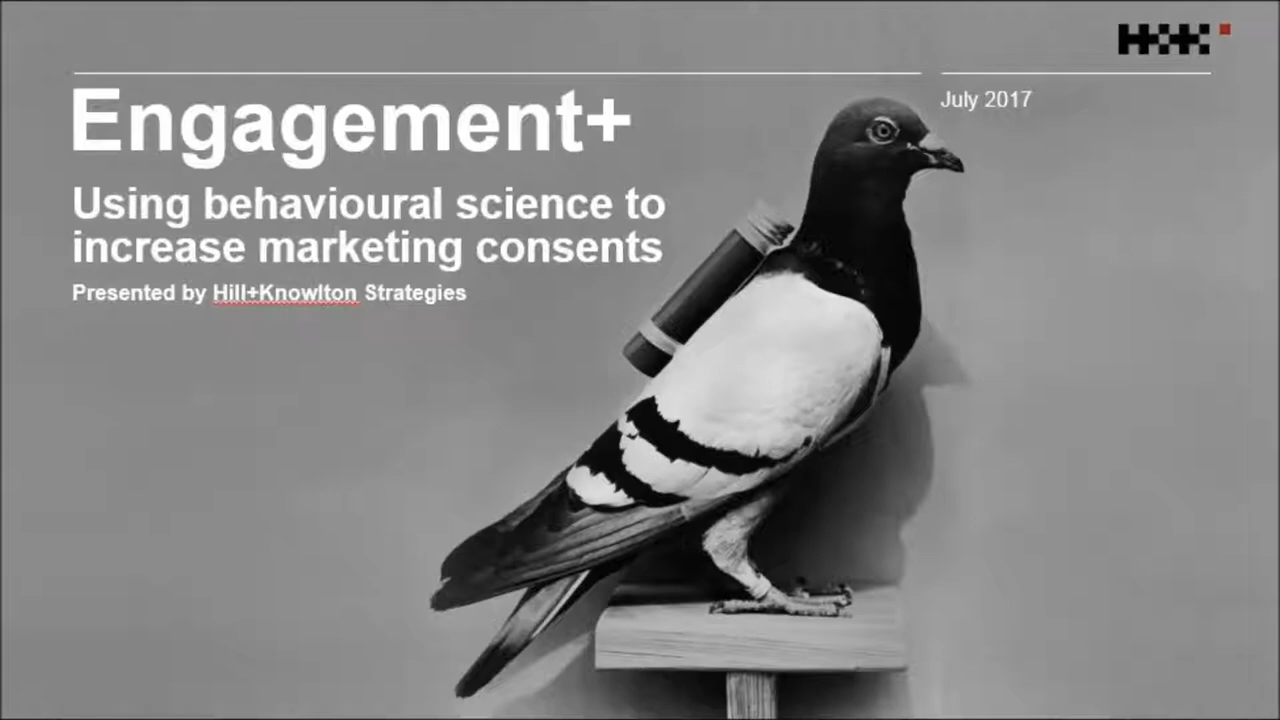 H+K
July 2017
Engagement+
Using behavioural science to
increase marketing consents
Presented by Hill+Knowlton Strategies